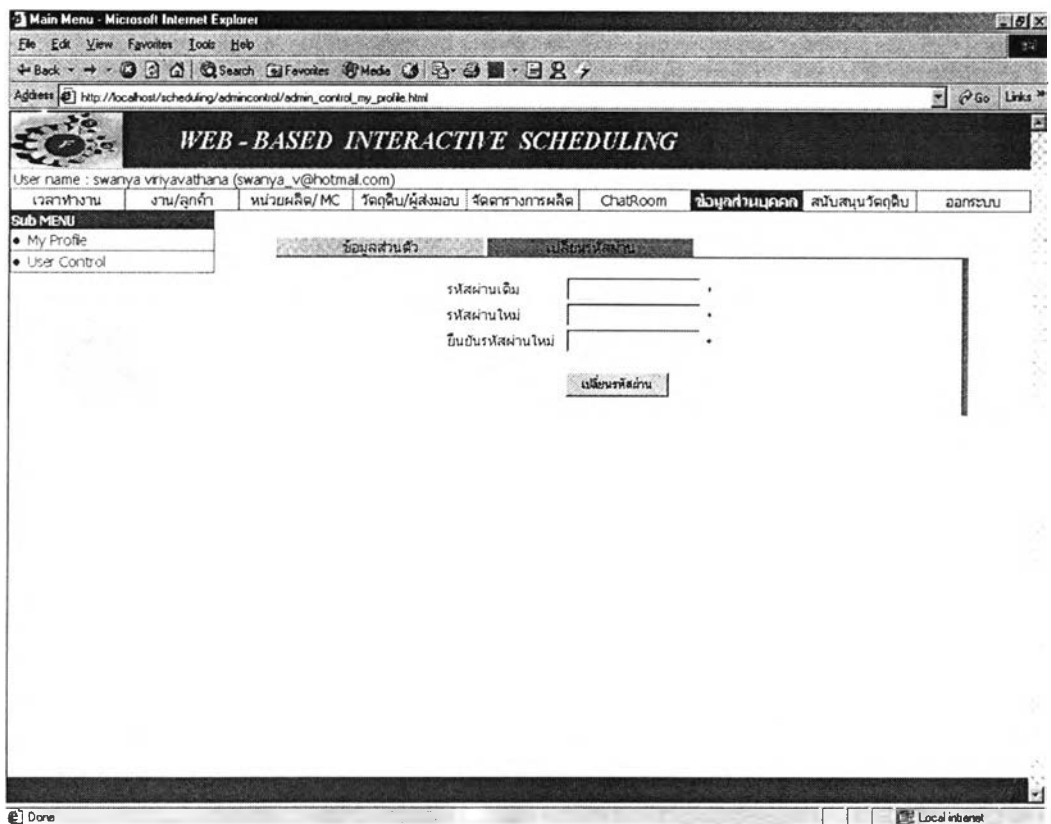 Main Menu - Microsoft Internet Explorer
File Edit View Favorites Tools Help
Back Search Favorites Media
Address http://localhost/scheduling/admincontrol/admin_control_my_profile.html Go Links
WEB - BASED INTERACTIVE SCHEDULING
User name : swanya viriyavathana (swanya_v@hotmail.com)
เวลาทำงาน งาน/ลูกค้า หน่วยผลิต/ MC วัตถุดิบ/ผู้ส่งมอบ จัดตารางการผลิต ChatRoom ข้อมูลส่วนบุคคล สนับสนุนวัตถุดิบ ออกระบบ
Sub MENU
• My Profile
• User Control
ข้อมูลส่วนตัว เปลี่ยนรหัสผ่าน
รหัสผ่านเดิม *
รหัสผ่านใหม่ *
ยืนยันรหัสผ่านใหม่ *
เปลี่ยนรหัสผ่าน
Done Local intranet